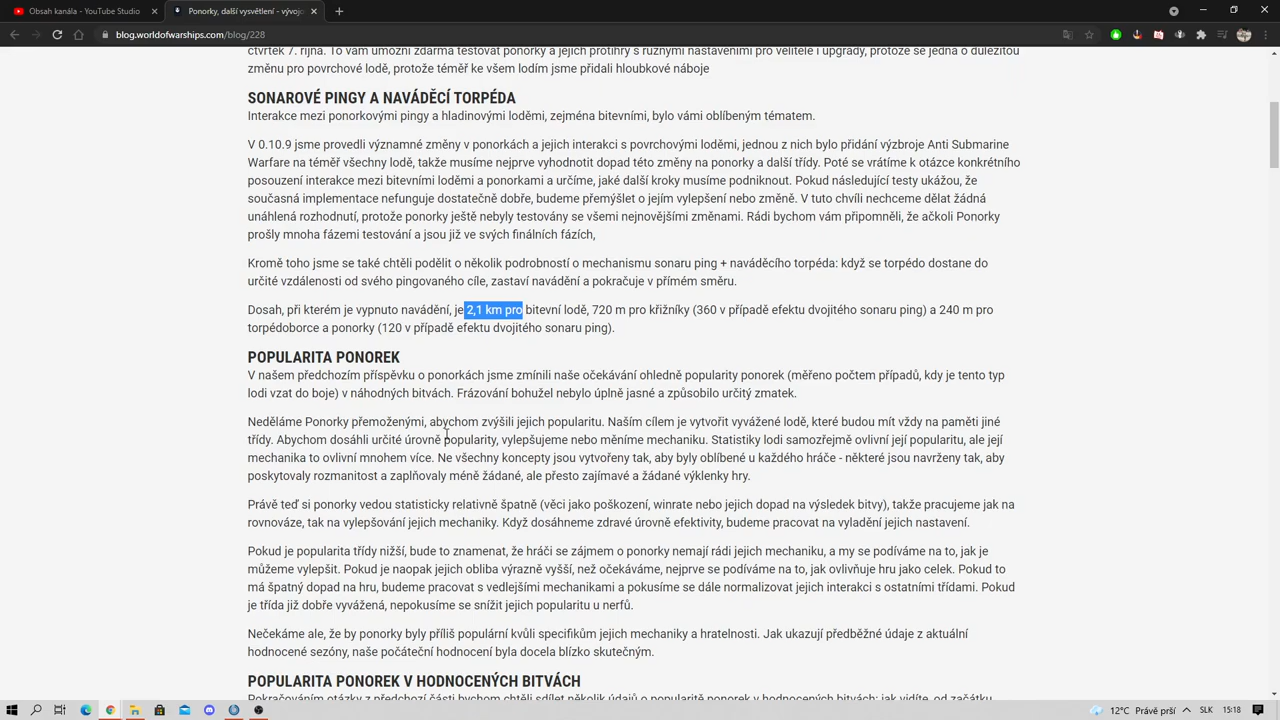 Obsah kanála - YouTube Studio
Ponorky, další vysvětlení - vývojo
blog.worldofwarships.com/blog/228
čtvrtek 7. října. To vám umožní zdarma testovat ponorky a jejich protihry s různými nastaveními pro velitele i upgrady, protože se jedná o důležitou
změnu pro povrchové lodě, protože téměř ke všem lodím jsme přidali hloubkové náboje
SONAROVÉ PINGY A NAVÁDĚCÍ TORPÉDA
Interakce mezi ponorkovými pingy a hladinovými loděmi, zejména bitevními, bylo vámi oblíbeným tématem.
V 0.10.9 jsme provedli významné změny v ponorkách a jejich interakci s povrchovými loděmi, jednou z nich bylo přidání výzbroje Anti Submarine
Warfare na téměř všechny lodě, takže musíme nejprve vyhodnotit dopad této změny na ponorky a další třídy. Poté se vrátíme k otázce konkrétního
posouzení interakce mezi bitevními loděmi a ponorkami a určíme, jaké další kroky musíme podniknout. Pokud následující testy ukážou, že
současná implementace nefunguje dostatečně dobře, budeme přemýšlet o jejím vylepšení nebo změně. V tuto chvíli nechceme dělat žádná
unáhlená rozhodnutí, protože ponorky ještě nebyly testovány se všemi nejnovějšími změnami. Rádi bychom vám připomněli, že ačkoli Ponorky
prošly mnoha fázemi testování a jsou již ve svých finálních fázích,
Kromě toho jsme se také chtěli podělit o několik podrobností o mechanismu sonaru ping + naváděcího torpéda: když se torpédo dostane do
určité vzdálenosti od svého pingovaného cíle, zastaví navádění a pokračuje v přímém směru.
Dosah, při kterém je vypnuto navádění, je 2,1 km pro bitevní lodě, 720 m pro křižníky (360 v případě efektu dvojitého sonaru ping) a 240 m pro
torpédoborce a ponorky (120 v případě efektu dvojitého sonaru ping).
POPULARITA PONOREK
V našem předchozím příspěvku o ponorkách jsme zmínili naše očekávání ohledně popularity ponorek (měřeno počtem případů, kdy je tento typ
lodi vzat do boje) v náhodných bitvách. Frázování bohužel nebylo úplně jasné a způsobilo určitý zmatek.
Neděláme Ponorky přemoženými, abychom zvýšili jejich popularitu. Naším cílem je vytvořit vyvážené lodě, které budou mít vždy na paměti jiné
třídy. Abychom dosáhli určité úrovně popularity, vylepšujeme nebo měníme mechaniku. Statistiky lodi samozřejmě ovlivní její popularitu, ale její
mechanika to ovlivní mnohem více. Ne všechny koncepty jsou vytvořeny tak, aby byly oblíbené u každého hráče - některé jsou navrženy tak, aby
poskytovaly rozmanitost a zaplňovaly méně žádané, ale přesto zajímavé a žádané výklenky hry.
Právě teď si ponorky vedou statisticky relativně špatně (věci jako poškození, winrate nebo jejich dopad na výsledek bitvy), takže pracujeme jak na
rovnováze, tak na vylepšování jejich mechaniky. Když dosáhneme zdravé úrovně efektivity, budeme pracovat na vyladění jejich nastavení.
Pokud je popularita třídy nižší, bude to znamenat, že hráči se zájmem o ponorky nemají rádi jejich mechaniku, a my se podíváme na to, jak je
můžeme vylepšit. Pokud je naopak jejich obliba výrazně vyšší, než očekáváme, nejprve se podíváme na to, jak ovlivňuje hru jako celek. Pokud to
má špatný dopad na hru, budeme pracovat s vedlejšími mechanikami a pokusíme se dále normalizovat jejich interakci s ostatními třídami. Pokud
je třída již dobře vyvážená, nepokusíme se snížit jejich popularitu u nerfů.
Nečekáme ale, že by ponorky byly příliš populární kvůli specifikům jejich mechaniky a hratelnosti. Jak ukazují předběžné údaje z aktuální
hodnocené sezóny, naše počáteční hodnocení byla docela blízko skutečným.
POPULARITA PONOREK V HODNOCENÝCH BITVÁCH
Pokračováním otázky z předchozí části bychom chtěli sdílet několik údajů o popularitě ponorek v hodnocených bitvách: jak vidíte, od začátku
12°C Právě prší
SLK
15:18